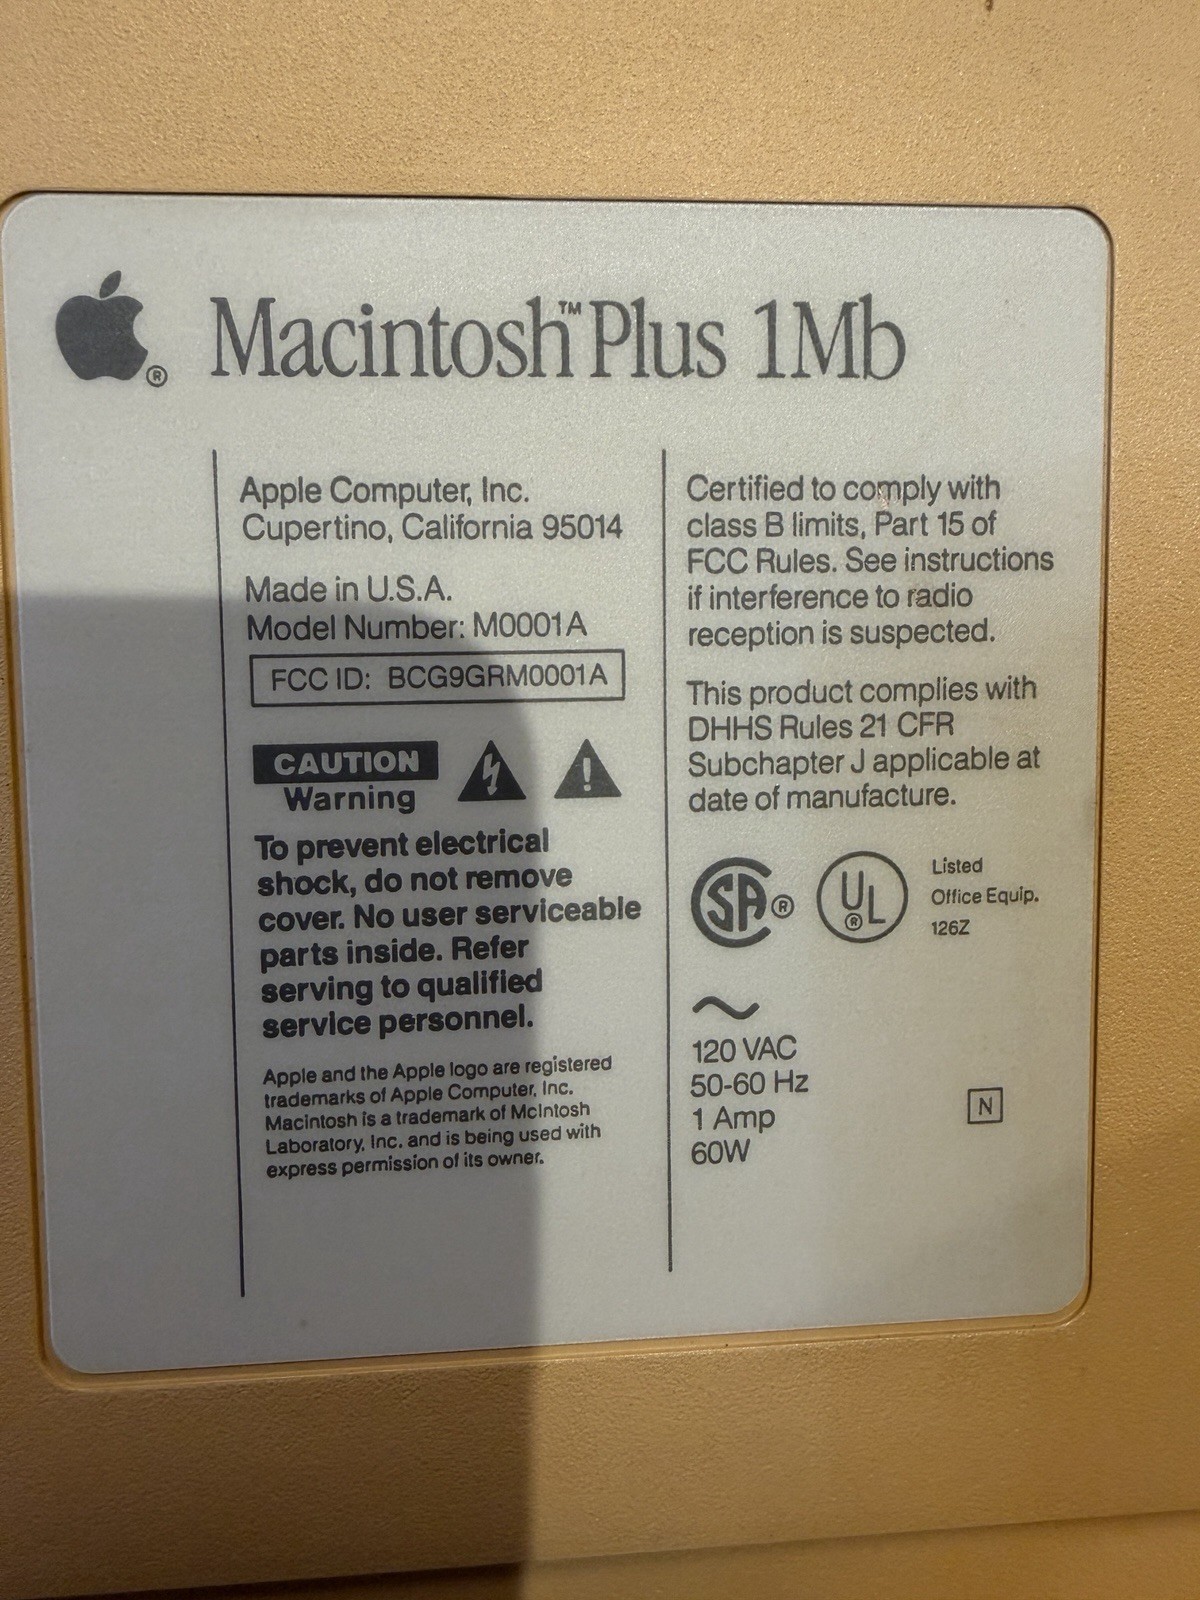 Macintosh™ Plus 1Mb
Apple Computer, Inc.
Cupertino, California 95014
Made in U.S.A.
Model Number: M0001A
FCC ID: BCG9GRM0001A
CAUTION
Warning
To prevent electrical
shock, do not remove
cover. No user serviceable
parts inside. Refer
serving to qualified
service personnel.
Apple and the Apple logo are registered
trademarks of Apple Computer, Inc.
Macintosh is a trademark of McIntosh
Laboratory, Inc. and is being used with
express permission of its owner.
Certified to comply with
class B limits, Part 15 of
FCC Rules. See instructions
if interference to radio
reception is suspected.
This product complies with
DHHS Rules 21 CFR
Subchapter J applicable at
date of manufacture.
SA®
UL®
Listed
Office Equip.
126Z
120 VAC
50-60 Hz
1 Amp
60W
N